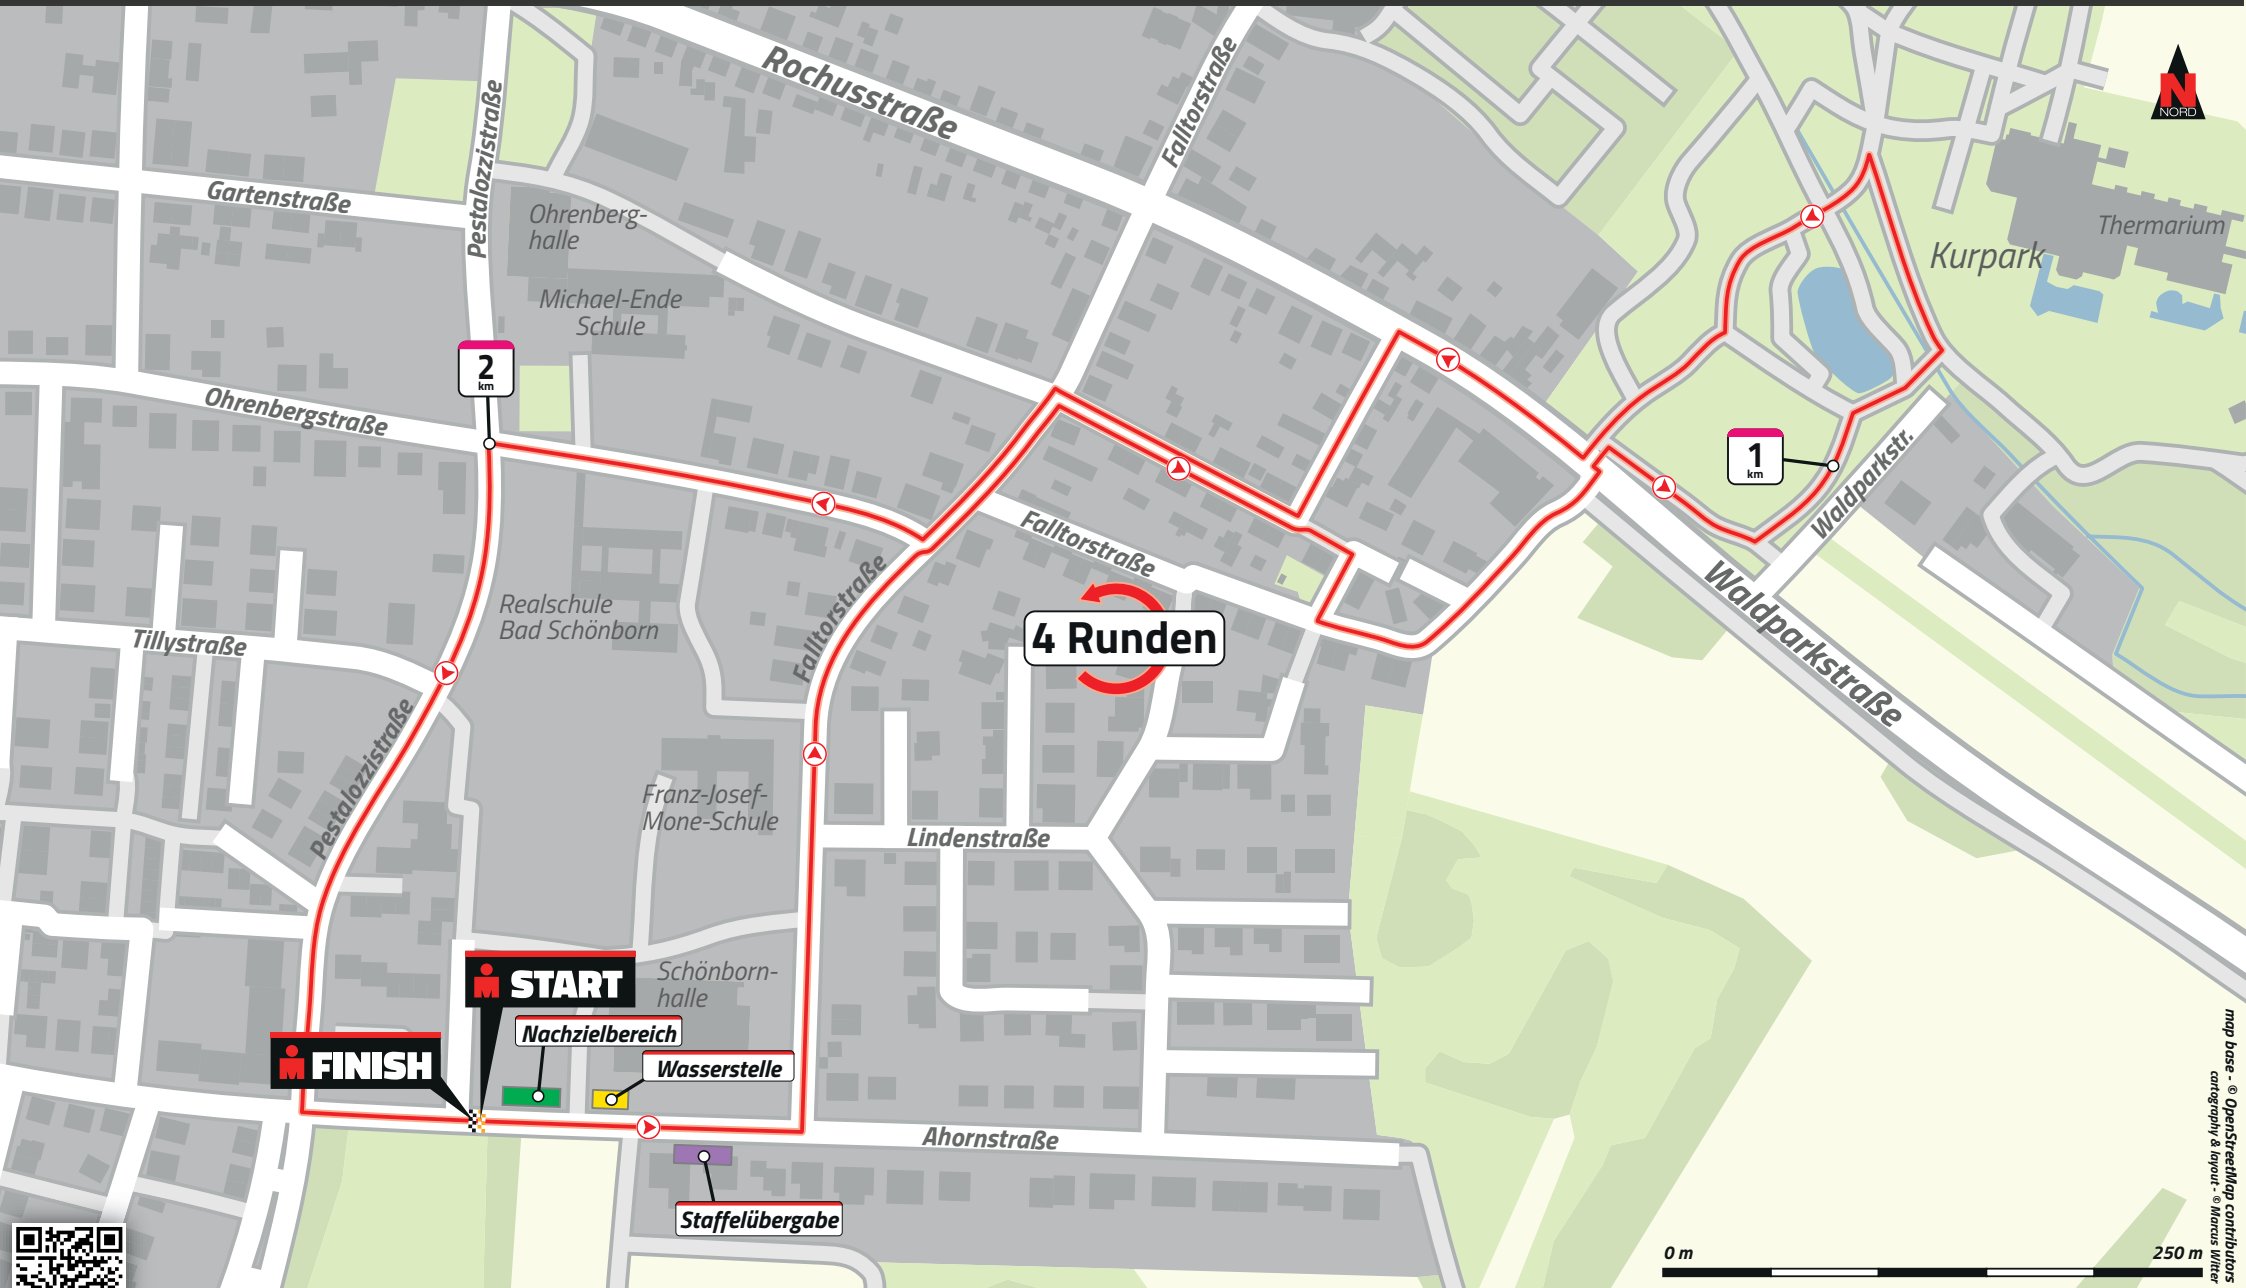 Rochusstraße
Falltorstraße
Pestalozzistraße
Gartenstraße
N
NORD
Ohrenberg-
halle
Thermarium
Kurpark
Michael-Ende
Schule
2
km
Ohrenbergstraße
1
km
Waldparkstr.
Falltorstraße
Falltorstraße
Realschule
Bad Schönborn
4 Runden
Tillystraße
Waldparkstraße
Pestalozzistraße
Franz-Josef-
Mone-Schule
Lindenstraße
START
Schönborn-
halle
Nachzielbereich
FINISH
Wasserstelle
Ahornstraße
Staffelübergabe
0 m
250 m
map base - © OpenStreetMap contributors
cartography & layout - © Marcus Witter